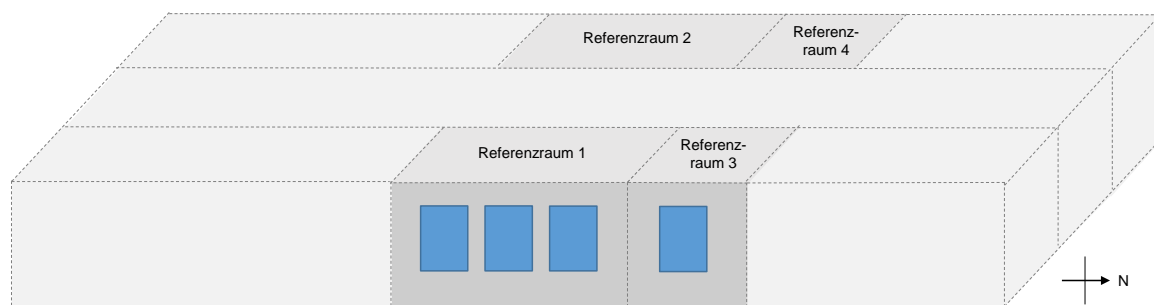 Referenzraum 2
Referenz-
raum 4
Referenzraum 1
Referenz-
raum 3
N